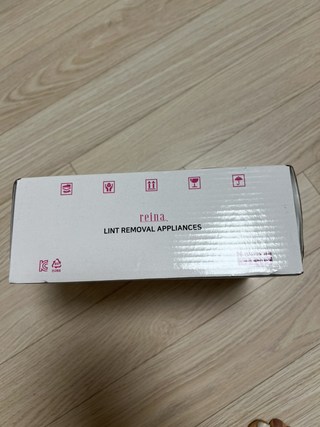 reina.
LINT REMOVAL APPLIANCES